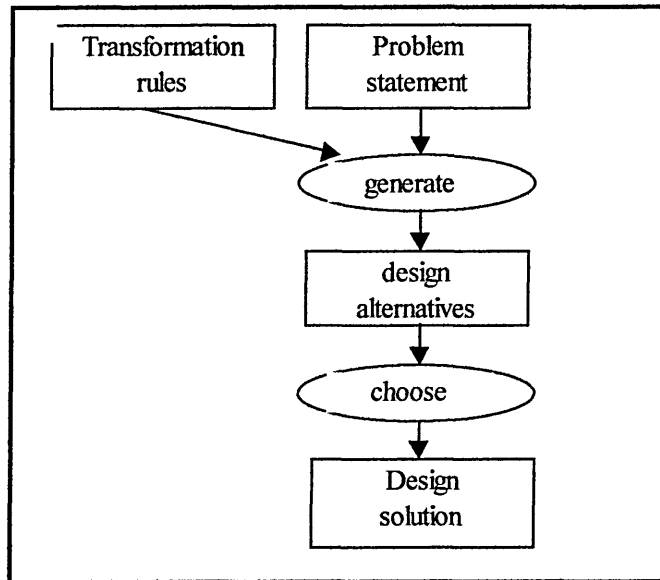 Transformation
rules
Problem
statement
generate
design
alternatives
choose
Design
solution